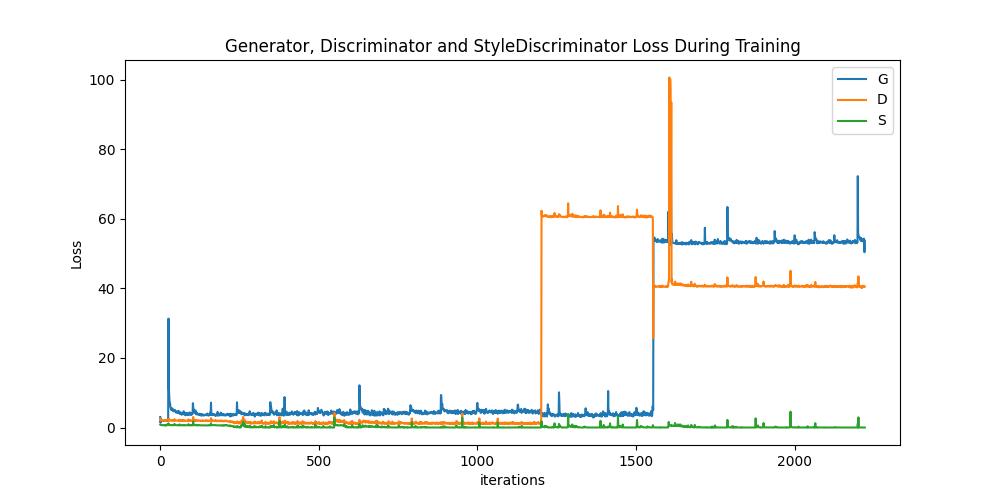 Generator, Discriminator and StyleDiscriminator Loss During Training
G
D
S
100
80
60
40
20
0
Loss
0 500 1000 1500 2000
iterations